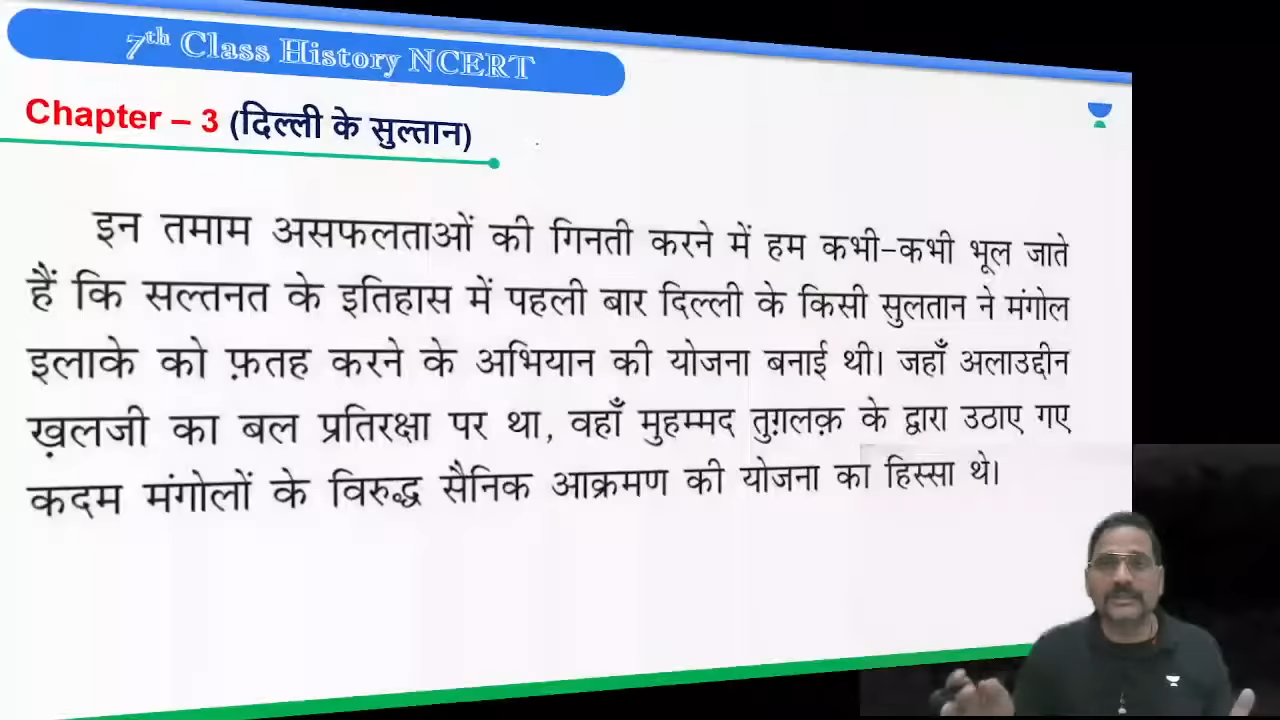 7th Class History NCERT
Chapter – 3 (दिल्ली के सुल्तान)
इन तमाम असफलताओं की गिनती करने में हम कभी-कभी भूल जाते
हैं कि सल्तनत के इतिहास में पहली बार दिल्ली के किसी सुलतान ने मंगोल
इलाके को फ़तह करने के अभियान की योजना बनाई थी। जहाँ अलाउद्दीन
ख़लजी का बल प्रतिरक्षा पर था, वहाँ मुहम्मद तुग़लक़ के द्वारा उठाए गए
कदम मंगोलों के विरुद्ध सैनिक आक्रमण की योजना का हिस्सा थे।